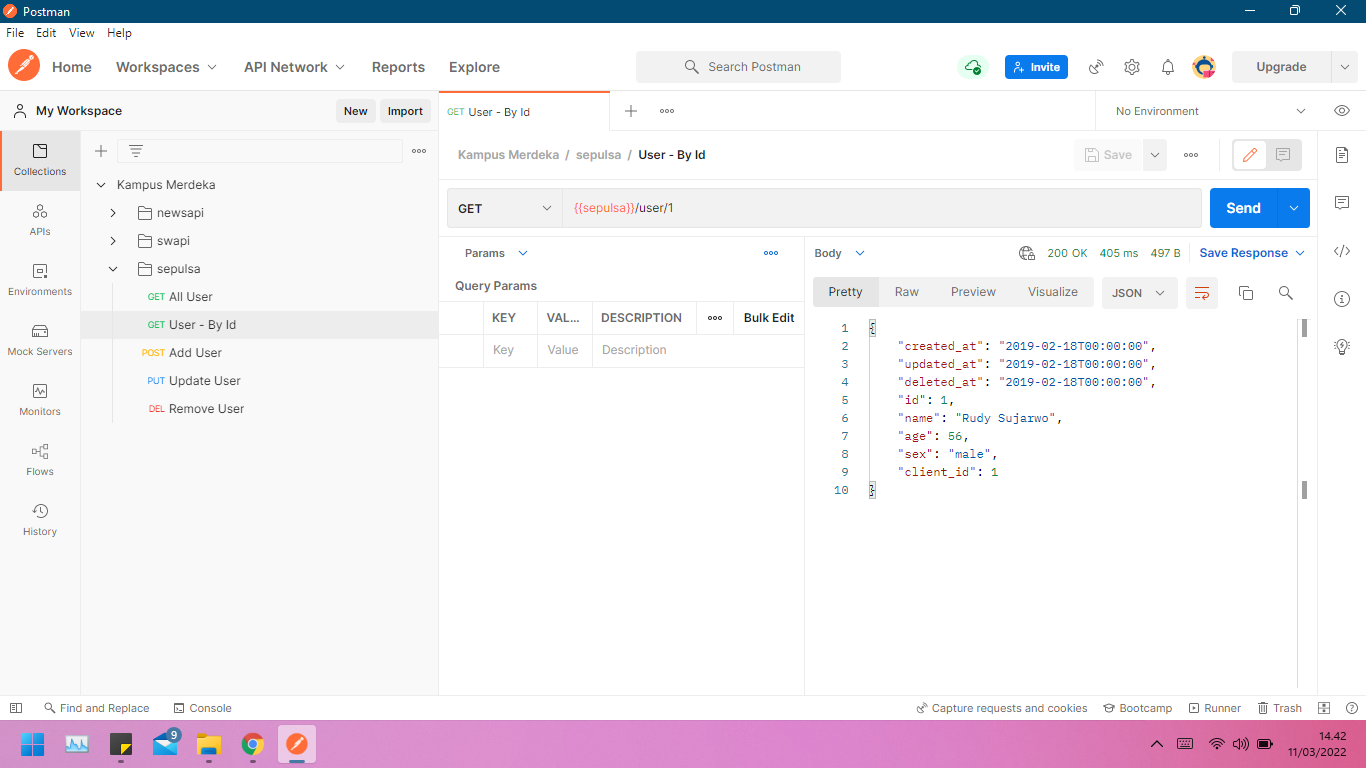 Postman
File Edit View Help
Home Workspaces API Network Reports Explore Search Postman Invite Upgrade
My Workspace New Import GET User - By Id No Environment
Kampus Merdeka / sepulsa / User - By Id Save
Collections
APIs
Environments
Mock Servers
Monitors
Flows
History
Kampus Merdeka
newsapi
swapi
sepulsa
GET All User
GET User - By Id
POST Add User
PUT Update User
DEL Remove User
GET {{sepulsa}}/user/1 Send
Params
Query Params
KEY VAL... DESCRIPTION Bulk Edit
Key Value Description
Body 200 OK 405 ms 497 B Save Response
Pretty Raw Preview Visualize JSON
1 {
2 "created_at": "2019-02-18T00:00:00",
3 "updated_at": "2019-02-18T00:00:00",
4 "deleted_at": "2019-02-18T00:00:00",
5 "id": 1,
6 "name": "Rudy Sujarwo",
7 "age": 56,
8 "sex": "male",
9 "client_id": 1
10 }
Find and Replace Console Capture requests and cookies Bootcamp Runner Trash
9
14.42
11/03/2022